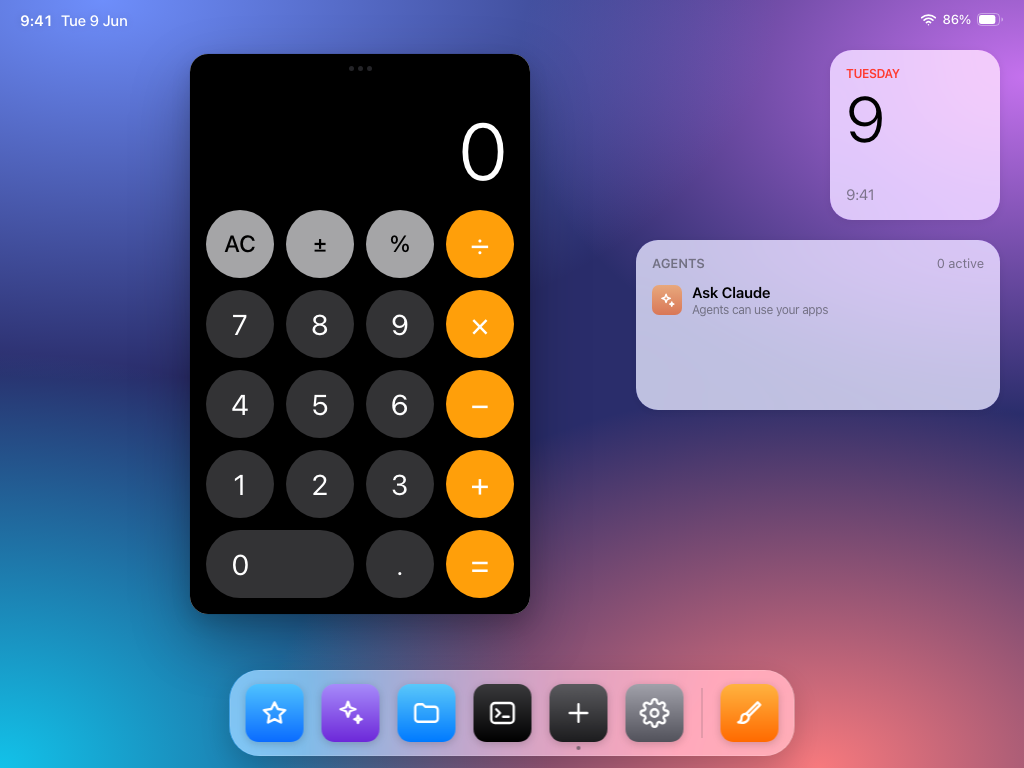 9:41 Tue 9 Jun
86%
0
AC ± % ÷
7 8 9 ×
4 5 6 −
1 2 3 +
0 . =
TUESDAY
9
9:41
AGENTS 0 active
Ask Claude
Agents can use your apps